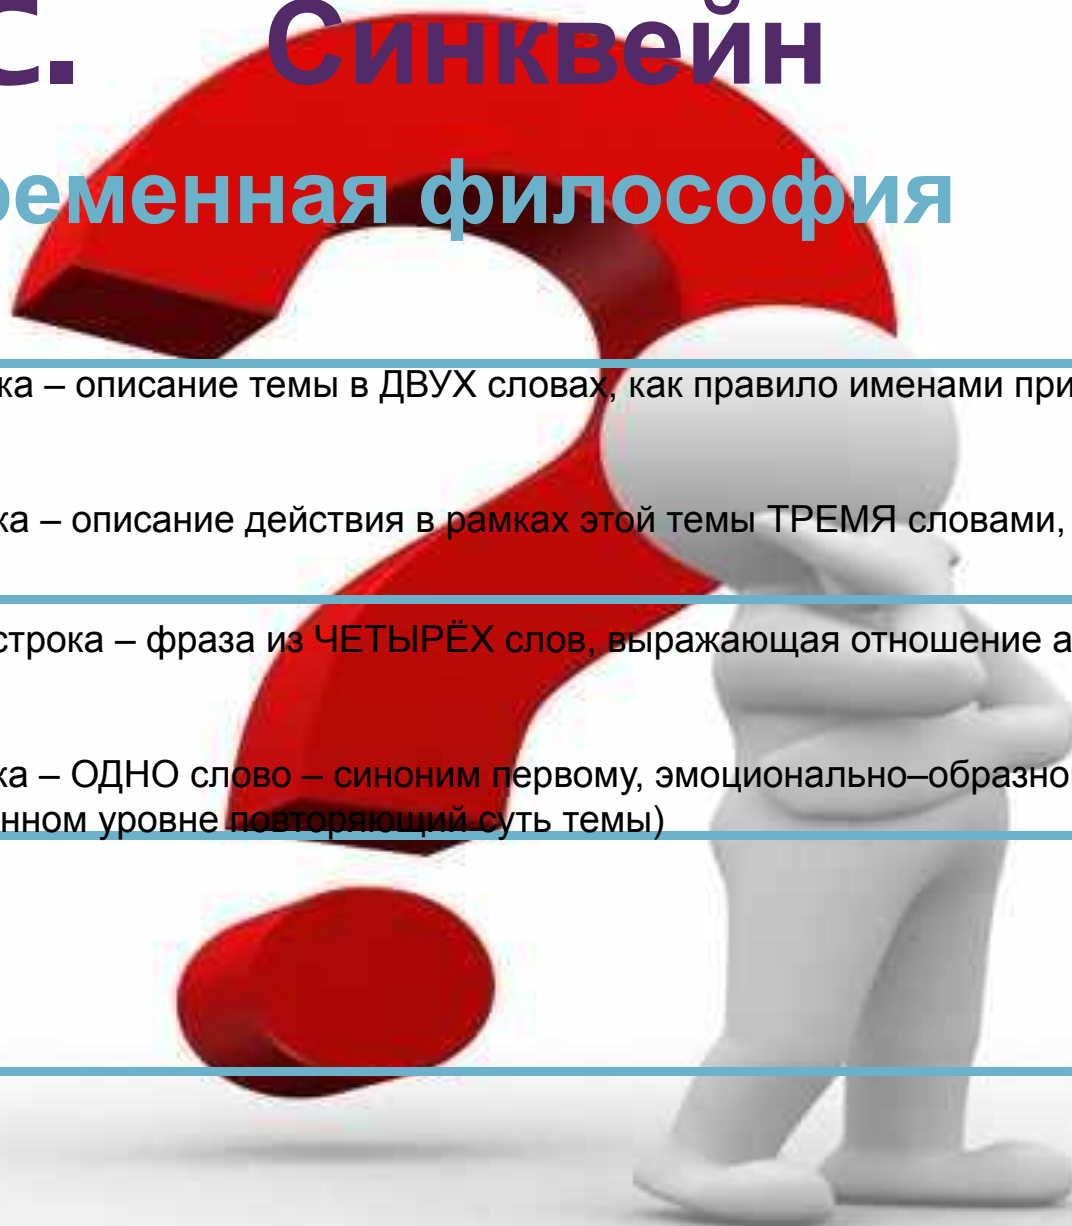 С. Синквейн
ременная философия
ка – описание темы в ДВУХ словах, как правило именами при
ка – описание действия в рамках этой темы ТРЕМЯ словами,
строка – фраза из ЧЕТЫРЁХ слов, выражающая отношение а
ка – ОДНО слово – синоним первому, эмоционально–образно
нном уровне повторяющий суть темы)